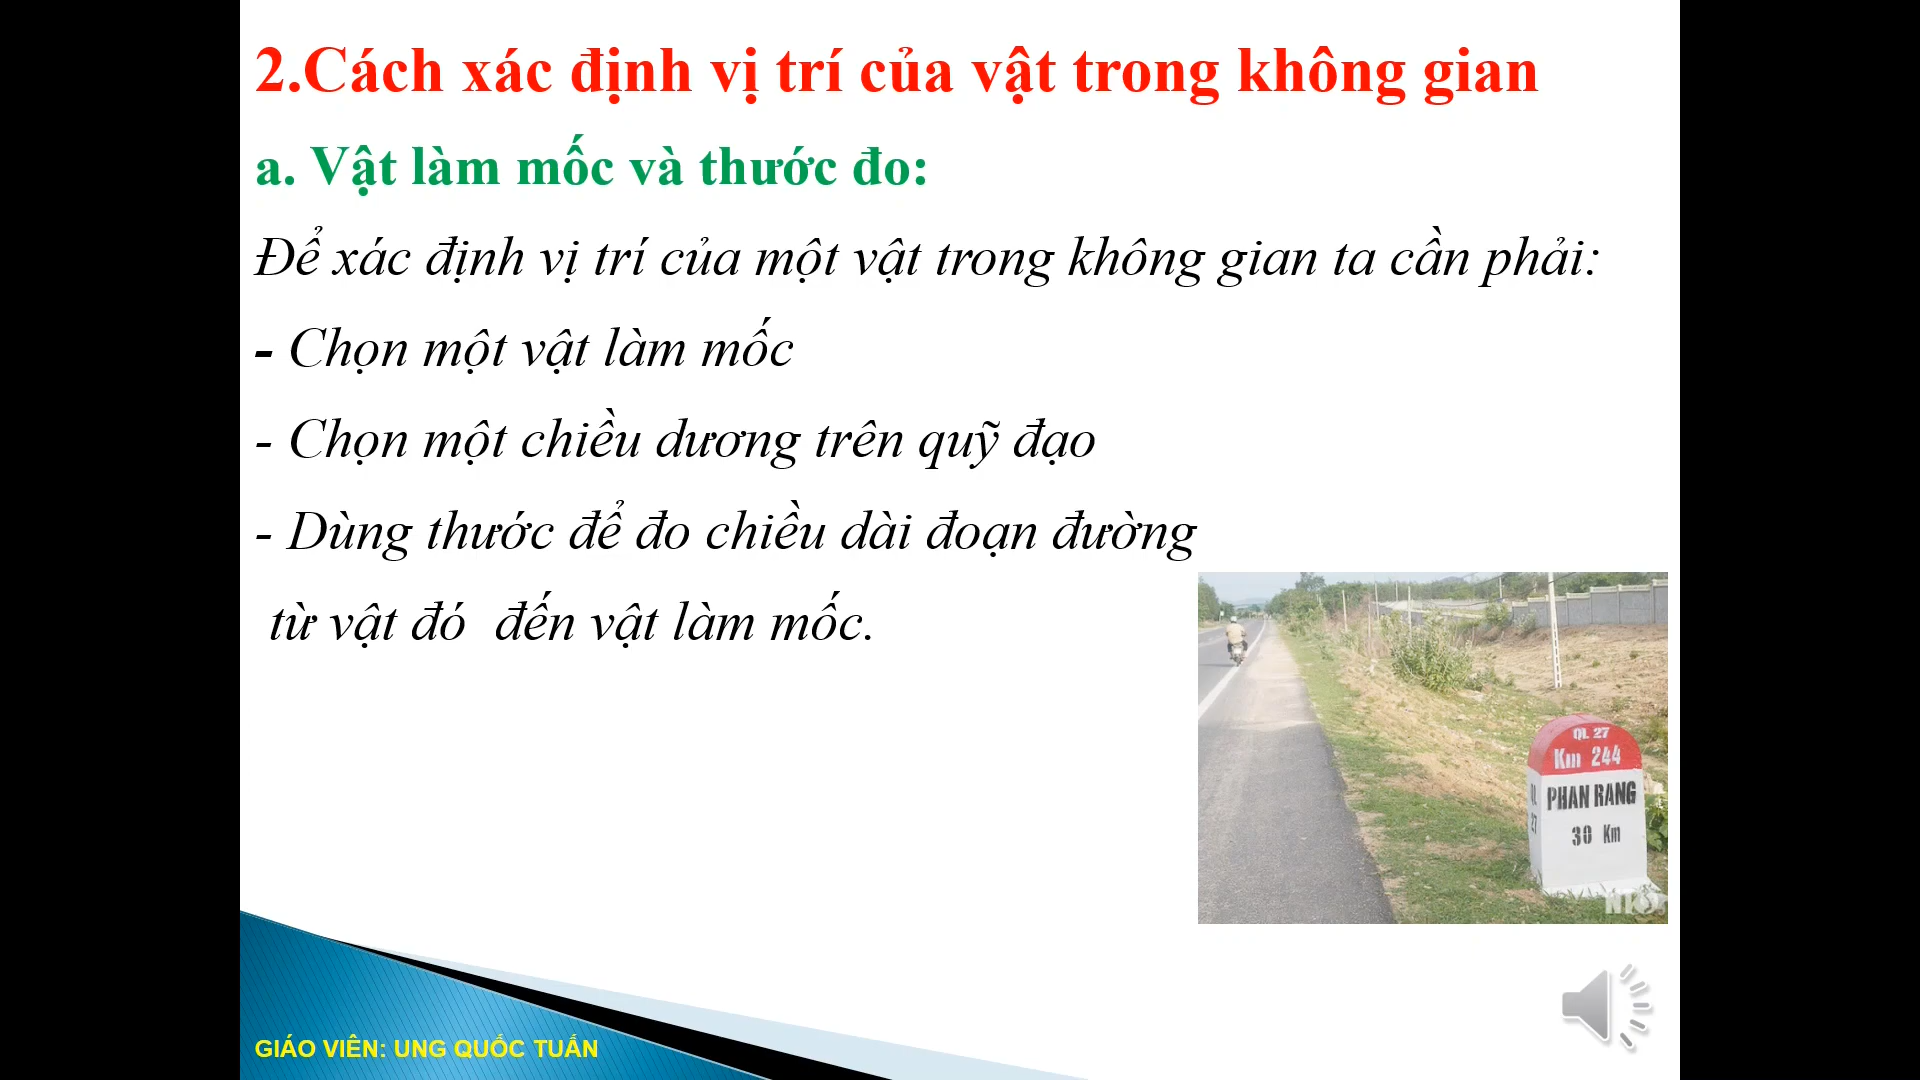 2.Cách xác định vị trí của vật trong không gian
a. Vật làm mốc và thước đo:
Để xác định vị trí của một vật trong không gian ta cần phải:
- Chọn một vật làm mốc
- Chọn một chiều dương trên quỹ đạo
- Dùng thước để đo chiều dài đoạn đường
từ vật đó đến vật làm mốc.
QL 27
Km 244
PHAN RANG
30 Km
QL
27
GIÁO VIÊN: UNG QUỐC TUẤN